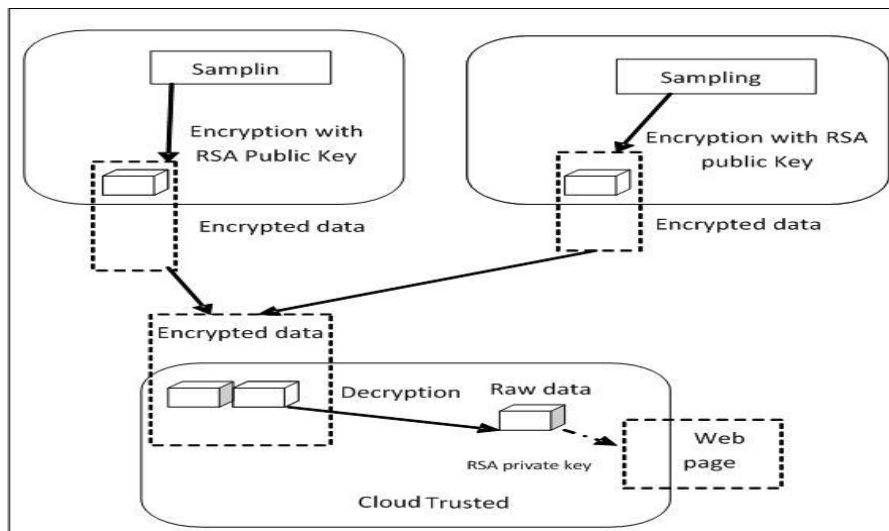 Samplin
Encryption with
RSA Public Key
Encrypted data
Sampling
Encryption with RSA
public Key
Encrypted data
Encrypted data
Decryption
Raw data
RSA private key
Web
page
Cloud Trusted